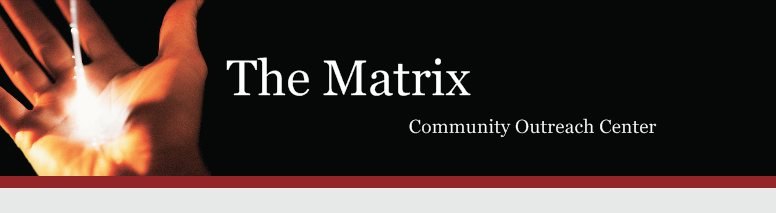 The Matrix
Community Outreach Center